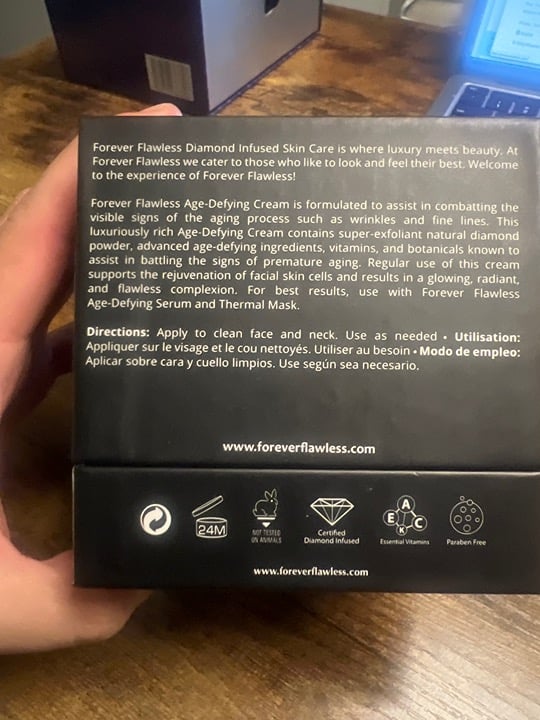 Forever Flawless Diamond Infused Skin Care is where luxury meets beauty. At
Forever Flawless we cater to those who like to look and feel their best. Welcome
to the experience of Forever Flawless!
Forever Flawless Age-Defying Cream is formulated to assist in combatting the
visible signs of the aging process such as wrinkles and fine lines. This
luxuriously rich Age-Defying Cream contains super-exfoliant natural diamond
powder, advanced age-defying ingredients, vitamins, and botanicals known to
assist in battling the signs of premature aging. Regular use of this cream
supports the rejuvenation of facial skin cells and results in a glowing, radiant,
and flawless complexion. For best results, use with Forever Flawless
Age-Defying Serum and Thermal Mask.
Directions: Apply to clean face and neck. Use as needed • Utilisation:
Appliquer sur le visage et le cou nettoyés. Utiliser au besoin • Modo de empleo:
Aplicar sobre cara y cuello limpios. Use según sea necesario.
www.foreverflawless.com
24M
NOT TESTED
ON ANIMALS
Certified
Diamond Infused
A
E
C
K
Essential Vitamins
Paraben Free
www.foreverflawless.com